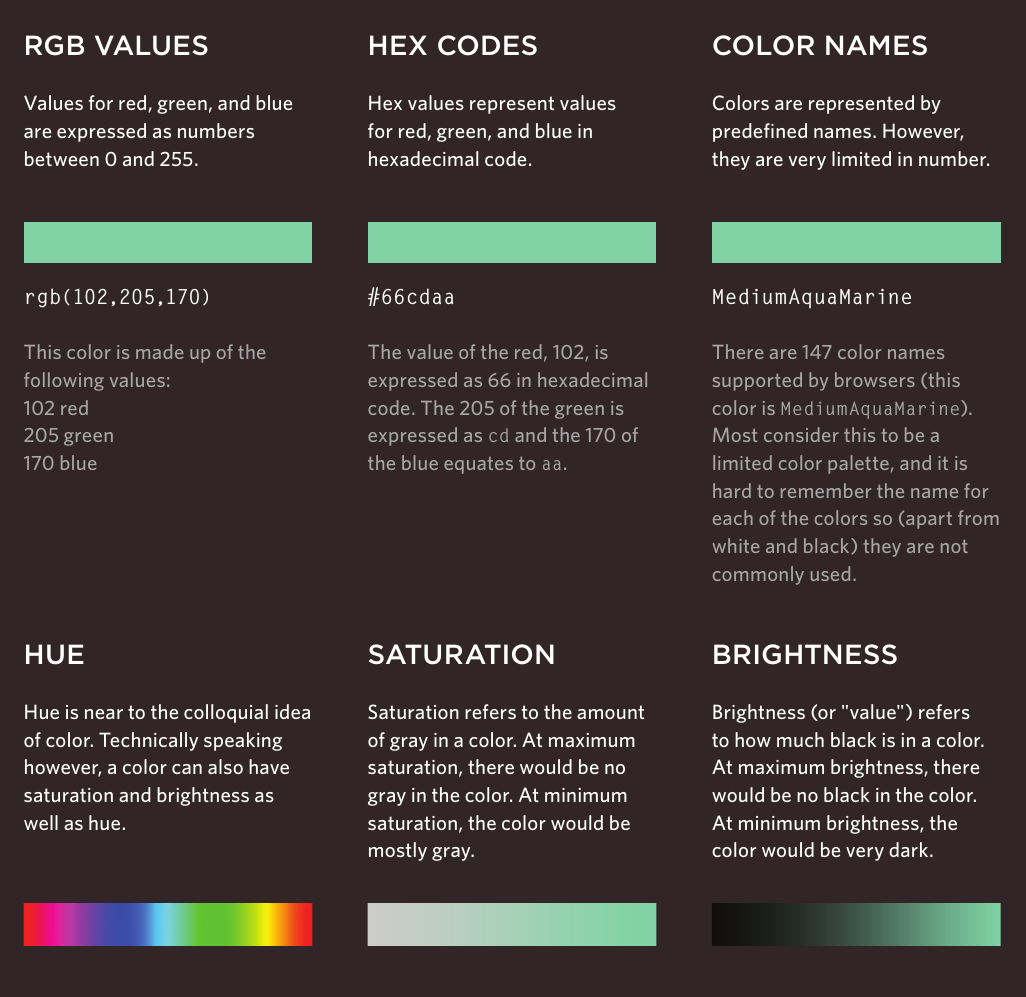 RGB VALUES
Values for red, green, and blue
are expressed as numbers
between 0 and 255.
rgb(102,205,170)
This color is made up of the
following values:
102 red
205 green
170 blue
HEX CODES
Hex values represent values
for red, green, and blue in
hexadecimal code.
#66cdaa
The value of the red, 102, is
expressed as 66 in hexadecimal
code. The 205 of the green is
expressed as cd and the 170 of
the blue equates to aa.
COLOR NAMES
Colors are represented by
predefined names. However,
they are very limited in number.
MediumAquaMarine
There are 147 color names
supported by browsers (this
color is MediumAquaMarine).
Most consider this to be a
limited color palette, and it is
hard to remember the name for
each of the colors so (apart from
white and black) they are not
commonly used.
HUE
Hue is near to the colloquial idea
of color. Technically speaking
however, a color can also have
saturation and brightness as
well as hue.
SATURATION
Saturation refers to the amount
of gray in a color. At maximum
saturation, there would be no
gray in the color. At minimum
saturation, the color would be
mostly gray.
BRIGHTNESS
Brightness (or "value") refers
to how much black is in a color.
At maximum brightness, there
would be no black in the color.
At minimum brightness, the
color would be very dark.